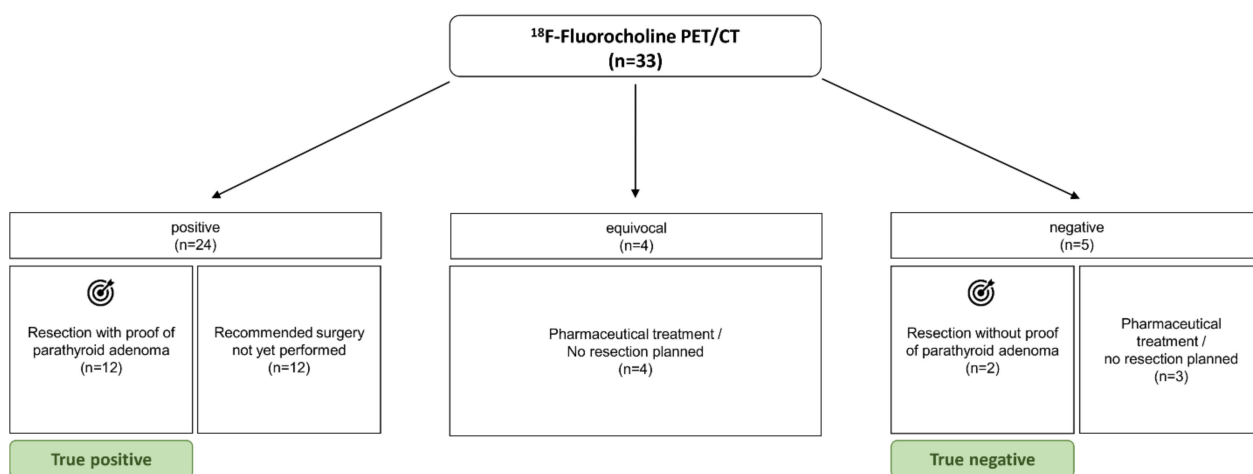 ¹⁸F-Fluorocholine PET/CT
(n=33)
positive
(n=24)
equivocal
(n=4)
negative
(n=5)
Resection with proof of
parathyroid adenoma
(n=12)
Recommended surgery
not yet performed
(n=12)
Pharmaceutical treatment /
No resection planned
(n=4)
Resection without proof
of parathyroid adenoma
(n=2)
Pharmaceutical
treatment /
no resection planned
(n=3)
True positive
True negative